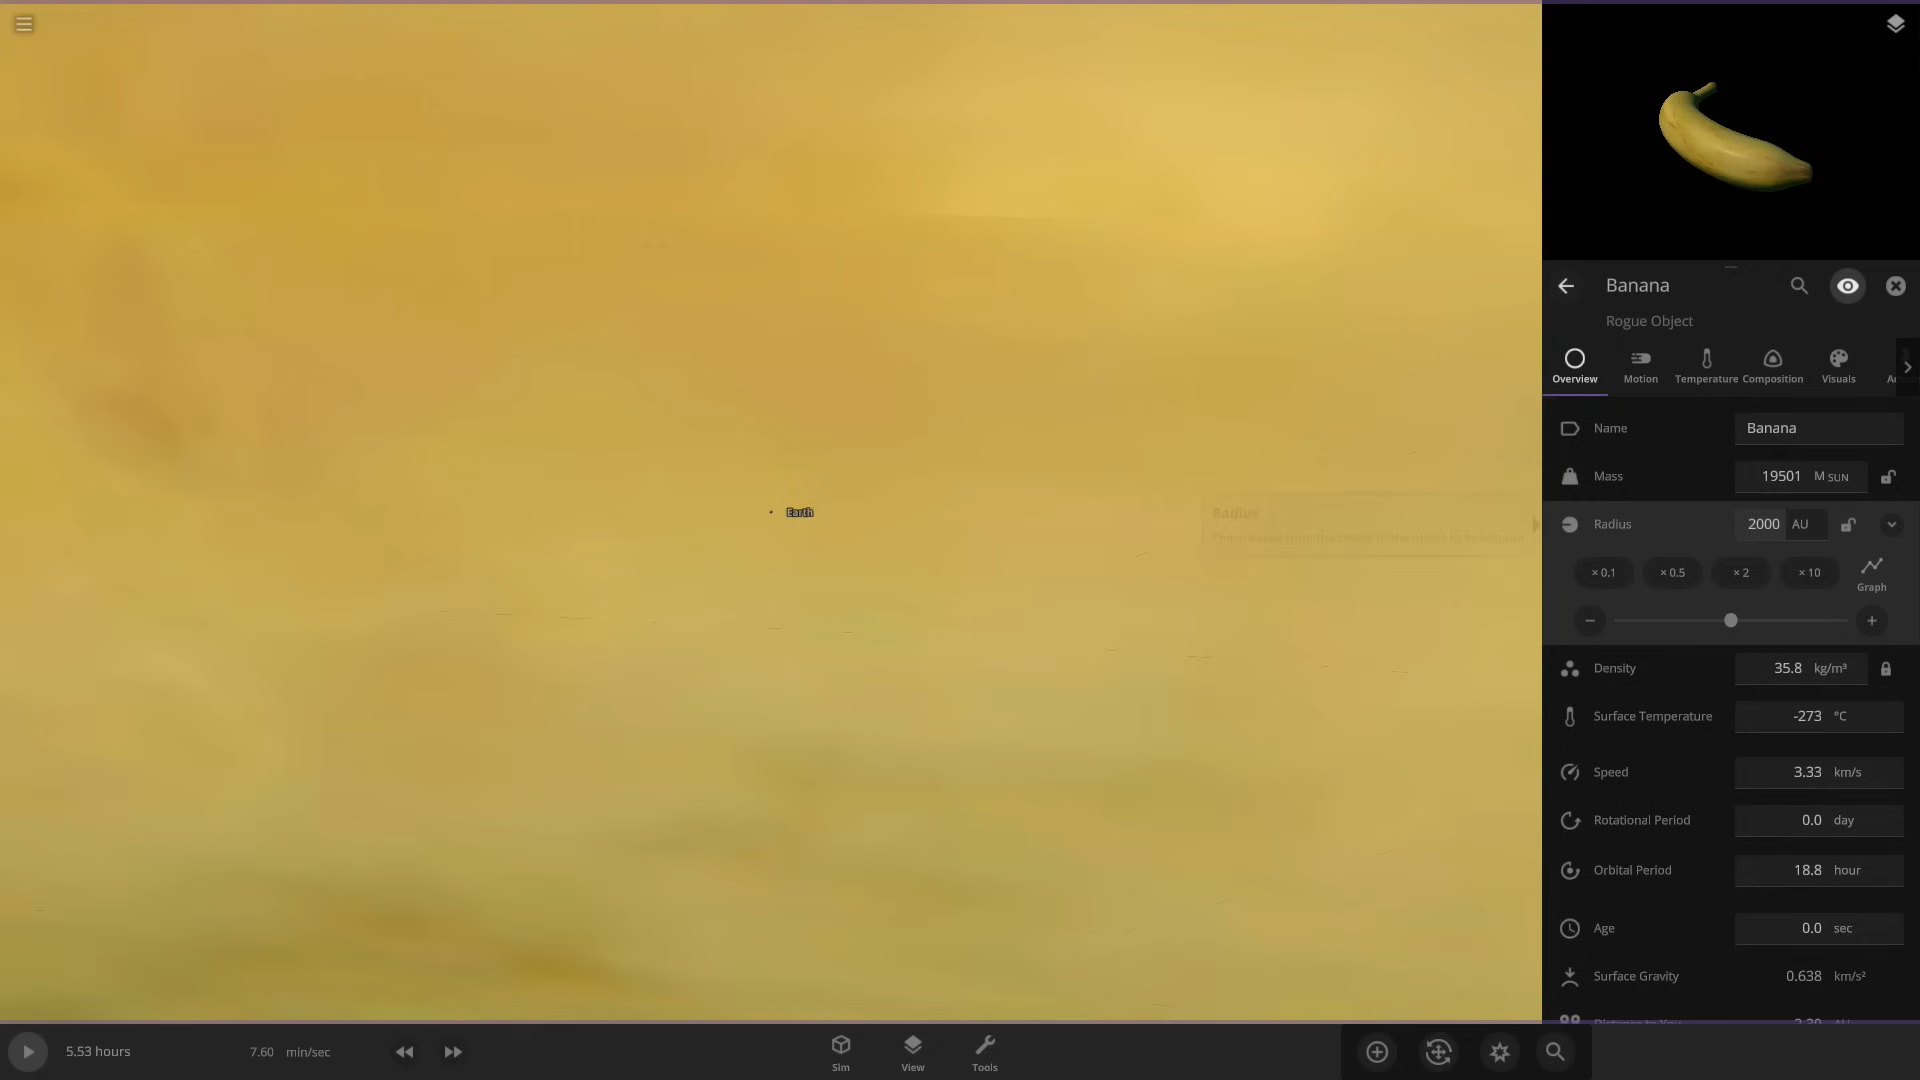 Banana
Rogue Object
Overview
Motion
Temperature
Composition
Visuals
Name
Banana
Mass
19501 M SUN
Radius
2000 AU
× 0.1
× 0.5
× 2
× 10
Graph
Density
35.8 kg/m³
Surface Temperature
-273 °C
Speed
3.33 km/s
Rotational Period
0.0 day
Orbital Period
18.8 hour
Age
0.0 sec
Surface Gravity
0.638 km/s²
Earth
Radius
5.53 hours
7.60 min/sec
Sim
View
Tools